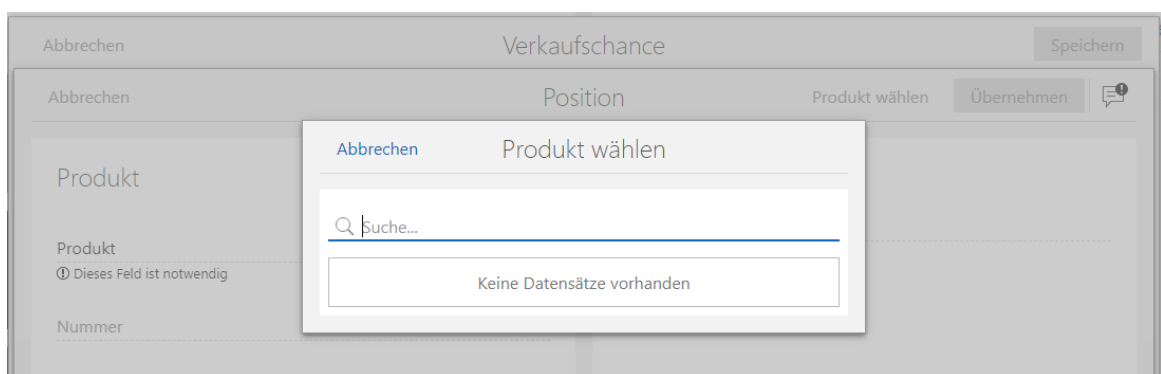 Abbrechen Verkaufschance Speichern
Abbrechen Position Produkt wählen Übernehmen
Abbrechen Produkt wählen
Produkt
Suche...
Produkt
Dieses Feld ist notwendig
Keine Datensätze vorhanden
Nummer